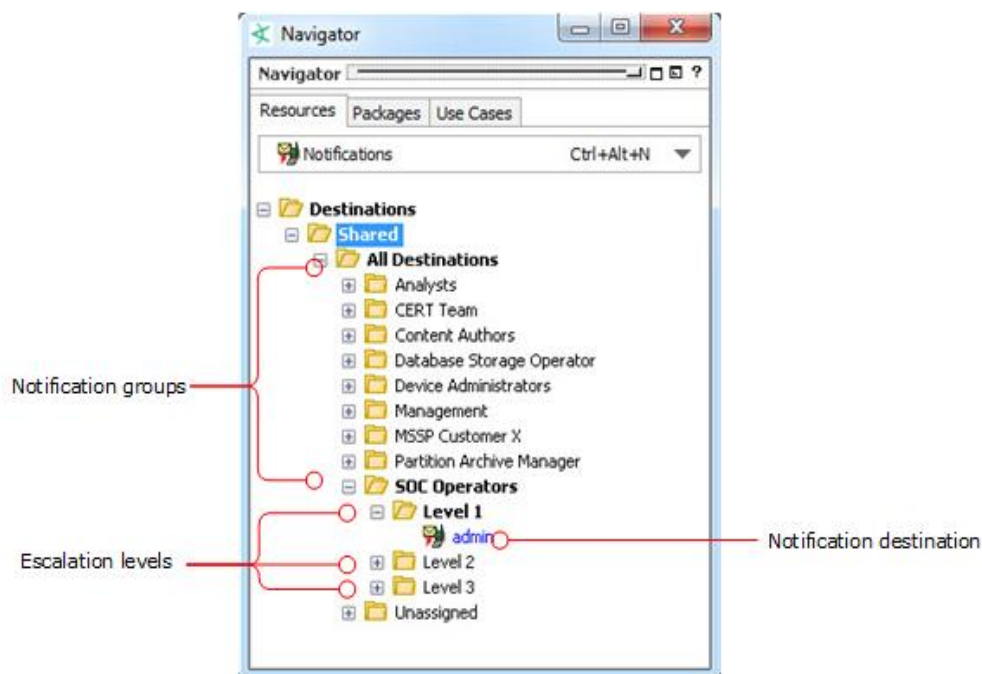 Navigator
Navigator
?
Resources Packages Use Cases
Notifications Ctrl+Alt+N
Destinations
Shared
All Destinations
Analysts
CERT Team
Content Authors
Database Storage Operator
Notification groups
Device Administrators
Management
MSSP Customer X
Partition Archive Manager
SOC Operators
Level 1
admin
Notification destination
Escalation levels
Level 2
Level 3
Unassigned